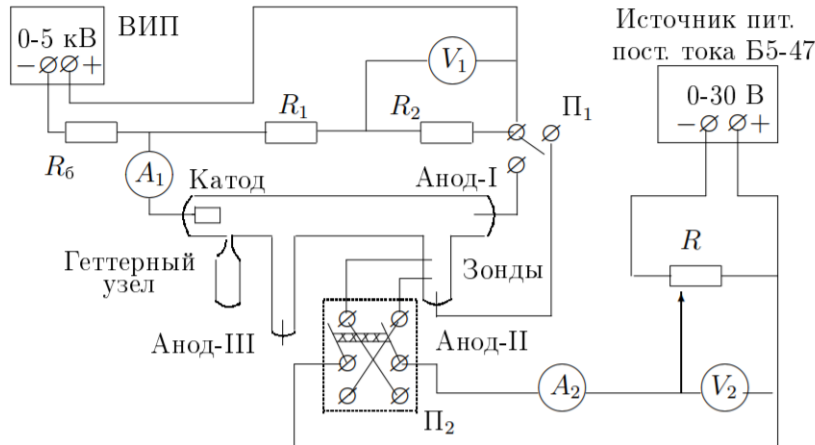 ВИП
0-5 кВ
− +
Источник пит.
пост. тока Б5-47
0-30 В
− +
V₁
R₁
R₂
П₁
Rб
A₁
Катод
Анод-I
Геттерный
узел
Зонды
R
Анод-III
Анод-II
A₂
V₂
П₂